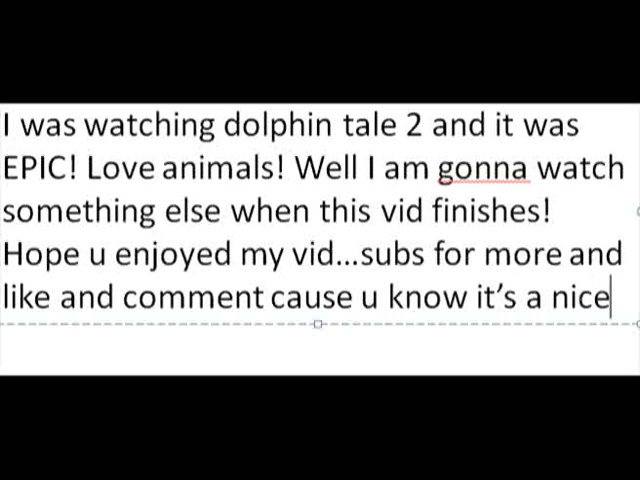 I was watching dolphin tale 2 and it was
EPIC! Love animals! Well I am gonna watch
something else when this vid finishes!
Hope u enjoyed my vid...subs for more and
like and comment cause u know it’s a nice